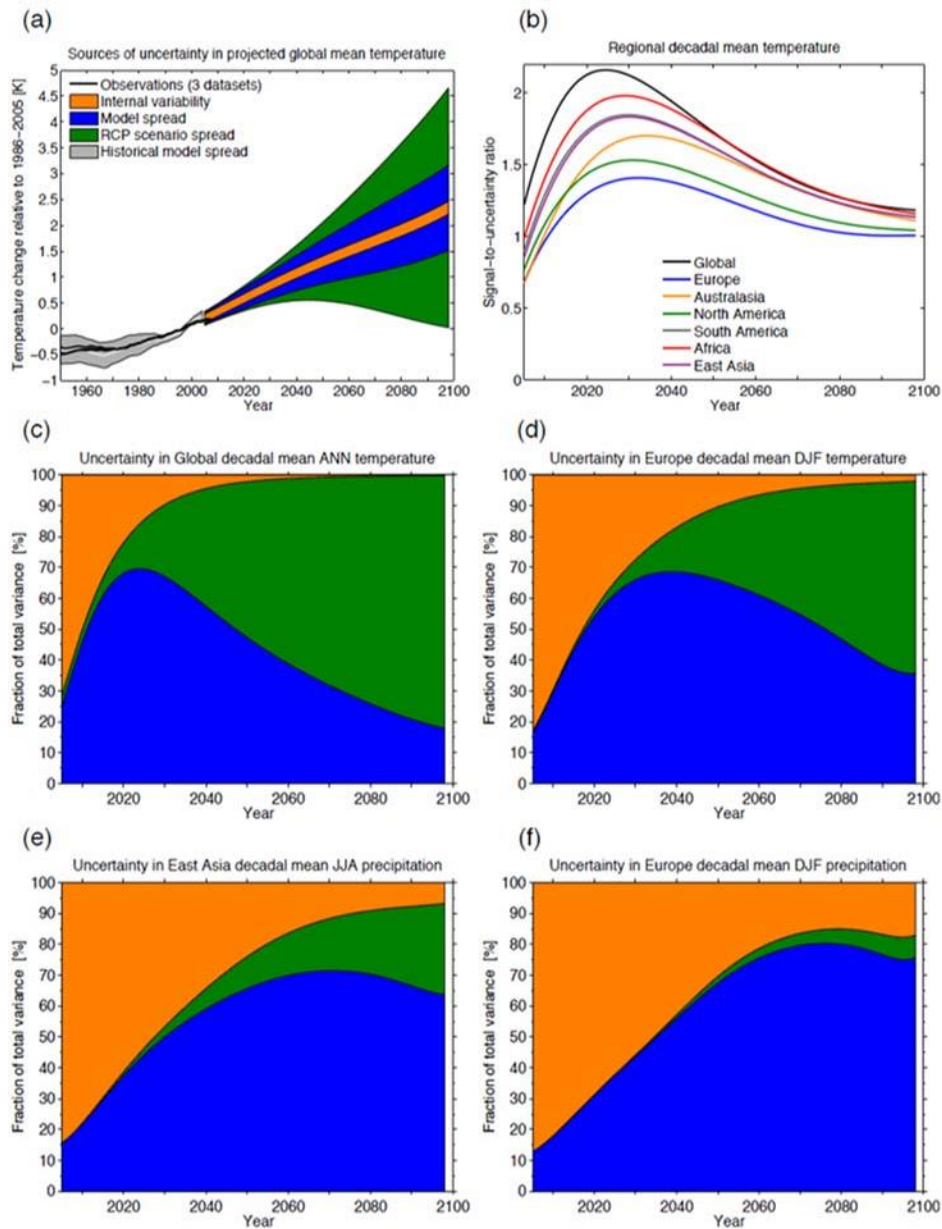 (a)
Sources of uncertainty in projected global mean temperature
Temperature change relative to 1986−2005 [K]
5
4.5
4
3.5
3
2.5
2
1.5
1
0.5
0
−0.5
−1
Observations (3 datasets)
Internal variability
Model spread
RCP scenario spread
Historical model spread
1960 1980 2000 2020 2040 2060 2080 2100
Year
(b)
Regional decadal mean temperature
Signal−to−uncertainty ratio
2
1.5
1
0.5
0
Global
Europe
Australasia
North America
South America
Africa
East Asia
2020 2040 2060 2080 2100
Year
(c)
Uncertainty in Global decadal mean ANN temperature
Fraction of total variance [%]
100
90
80
70
60
50
40
30
20
10
0
2020 2040 2060 2080 2100
Year
(d)
Uncertainty in Europe decadal mean DJF temperature
Fraction of total variance [%]
100
90
80
70
60
50
40
30
20
10
0
2020 2040 2060 2080 2100
Year
(e)
Uncertainty in East Asia decadal mean JJA precipitation
Fraction of total variance [%]
100
90
80
70
60
50
40
30
20
10
0
2020 2040 2060 2080 2100
Year
(f)
Uncertainty in Europe decadal mean DJF precipitation
Fraction of total variance [%]
100
90
80
70
60
50
40
30
20
10
0
2020 2040 2060 2080 2100
Year